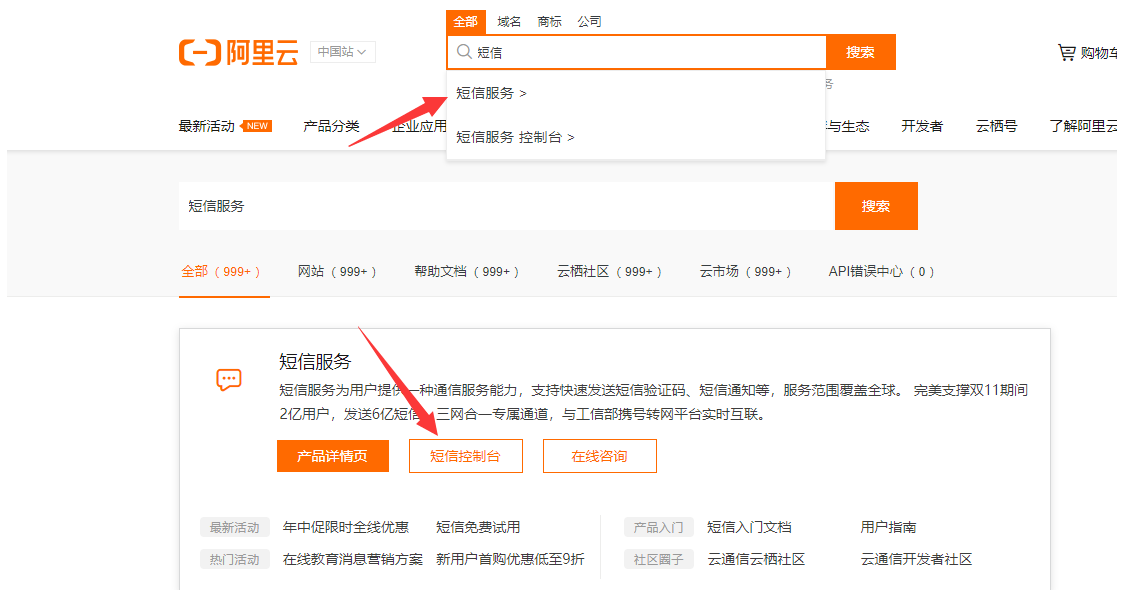 全部 域名 商标 公司
阿里云 中国站 短信 搜索 购物车
短信服务 >
务
最新活动 NEW 产品分类 企业应用 与生态 开发者 云栖号 了解阿里云
短信服务 控制台 >
短信服务 搜索
全部（999+） 网站（999+） 帮助文档（999+） 云栖社区（999+） 云市场（999+） API错误中心（0）
短信服务
短信服务为用户提供一种通信服务能力，支持快速发送短信验证码、短信通知等，服务范围覆盖全球。 完美支撑双11期间
2亿用户，发送6亿短信。三网合一专属通道，与工信部携号转网平台实时互联。
产品详情页 短信控制台 在线咨询
最新活动 年中促限时全线优惠 短信免费试用 产品入门 短信入门文档 用户指南
热门活动 在线教育消息营销方案 新用户首购优惠低至9折 社区圈子 云通信云栖社区 云通信开发者社区